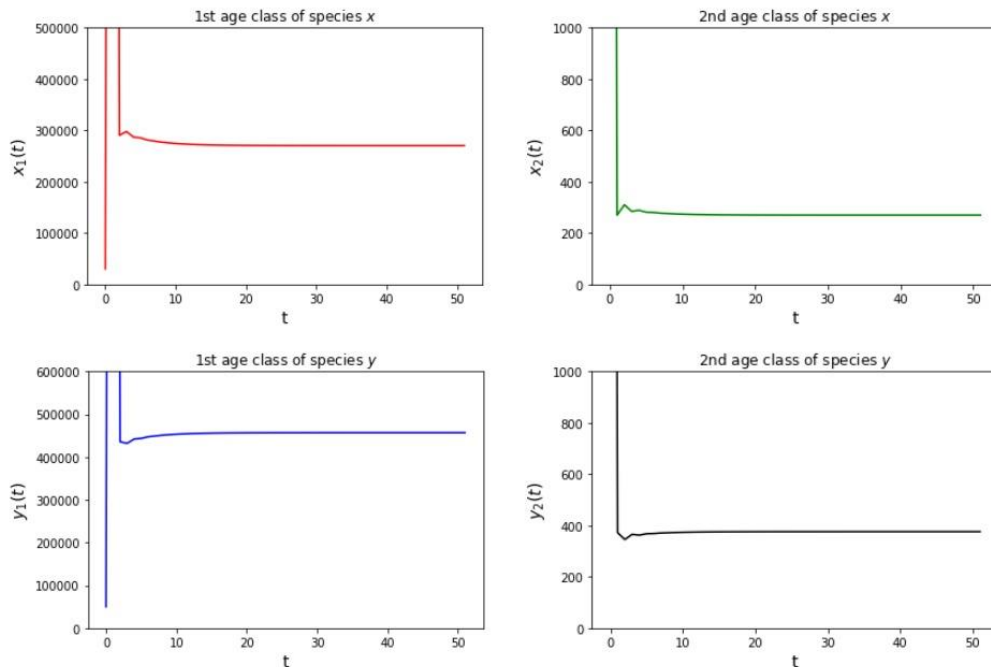 1st age class of species x
x₁(t)
500000
400000
300000
200000
100000
0
0 10 20 30 40 50
t
2nd age class of species x
x₂(t)
1000
800
600
400
200
0
0 10 20 30 40 50
t
1st age class of species y
y₁(t)
600000
500000
400000
300000
200000
100000
0
0 10 20 30 40 50
t
2nd age class of species y
y₂(t)
1000
800
600
400
200
0
0 10 20 30 40 50
t